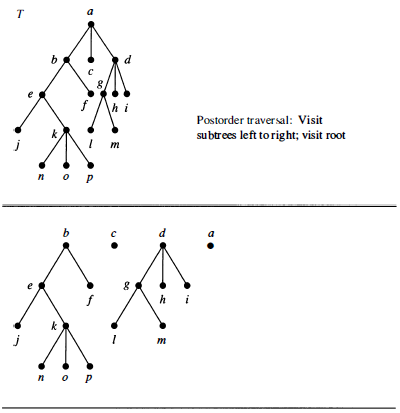 T
a
b
c
d
e
f
g
h
i
j
k
l
m
n
o
p
Postorder traversal: Visit
subtrees left to right; visit root
b
c
d
a
e
f
g
h
i
j
k
l
m
n
o
p